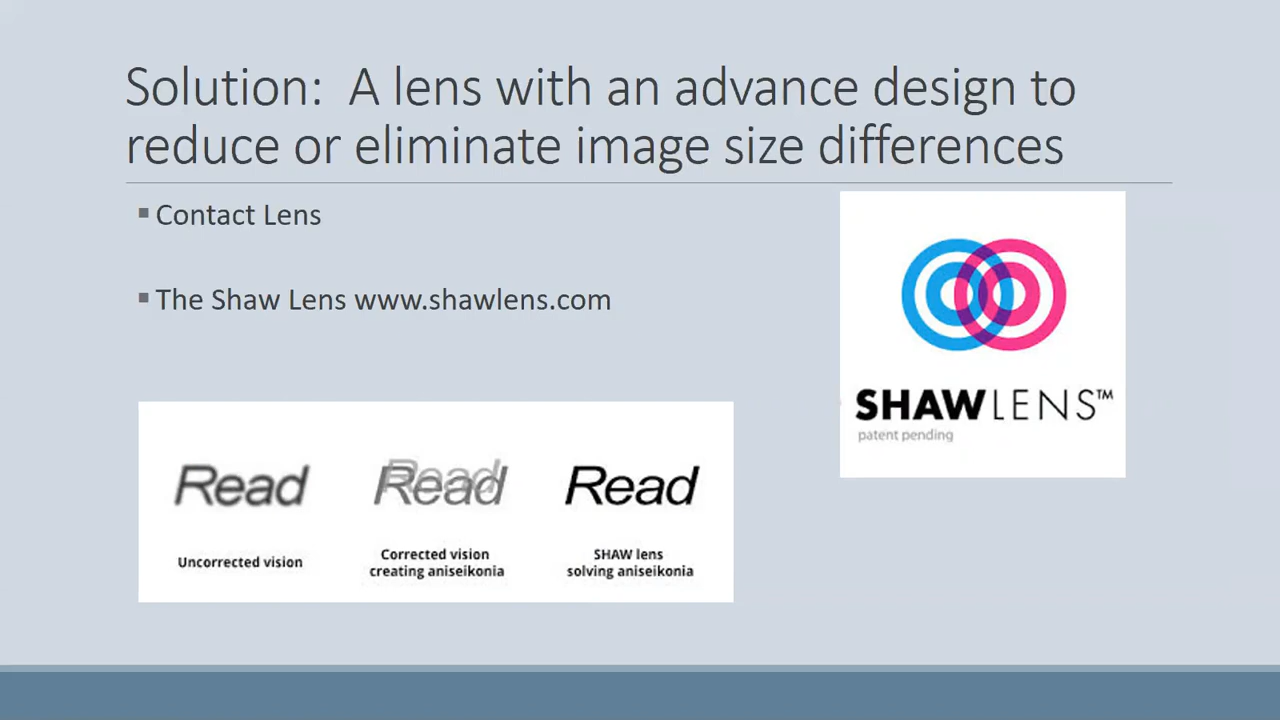 Solution: A lens with an advance design to
reduce or eliminate image size differences
Contact Lens
The Shaw Lens www.shawlens.com
SHAWLENS™
patent pending
Read Read Read Read
Uncorrected vision
Corrected vision
creating aniseikonia
SHAW lens
solving aniseikonia